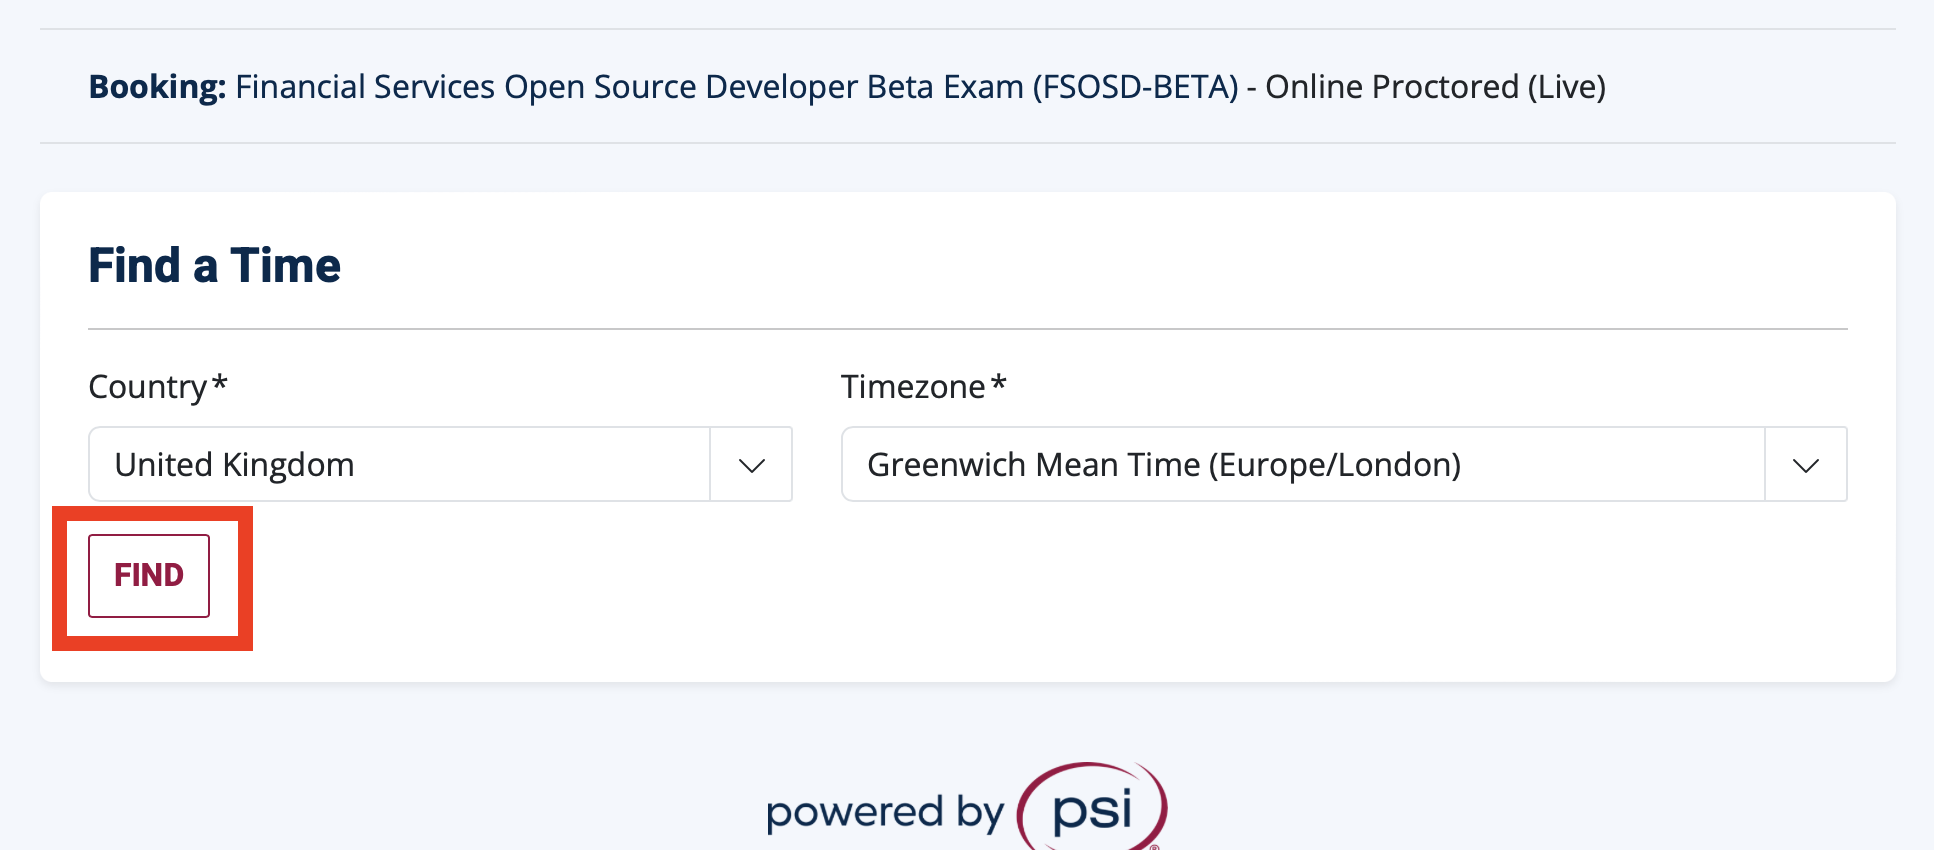 Booking: Financial Services Open Source Developer Beta Exam (FSOSD-BETA) - Online Proctored (Live)
Find a Time
Country*
Timezone*
United Kingdom
Greenwich Mean Time (Europe/London)
FIND
powered by psi®